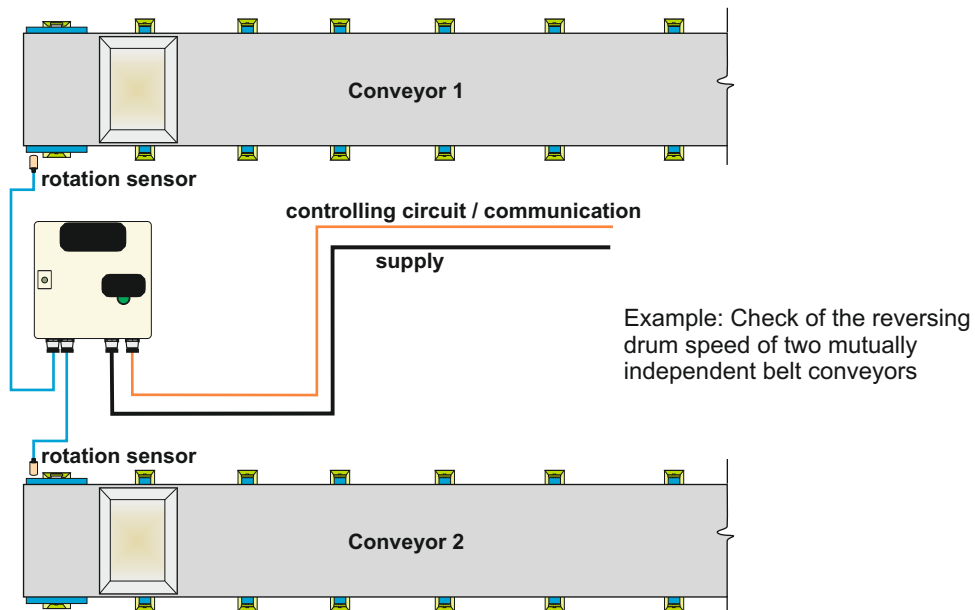 Conveyor 1
rotation sensor
controlling circuit / communication
supply
Example: Check of the reversing
drum speed of two mutually
independent belt conveyors
rotation sensor
Conveyor 2